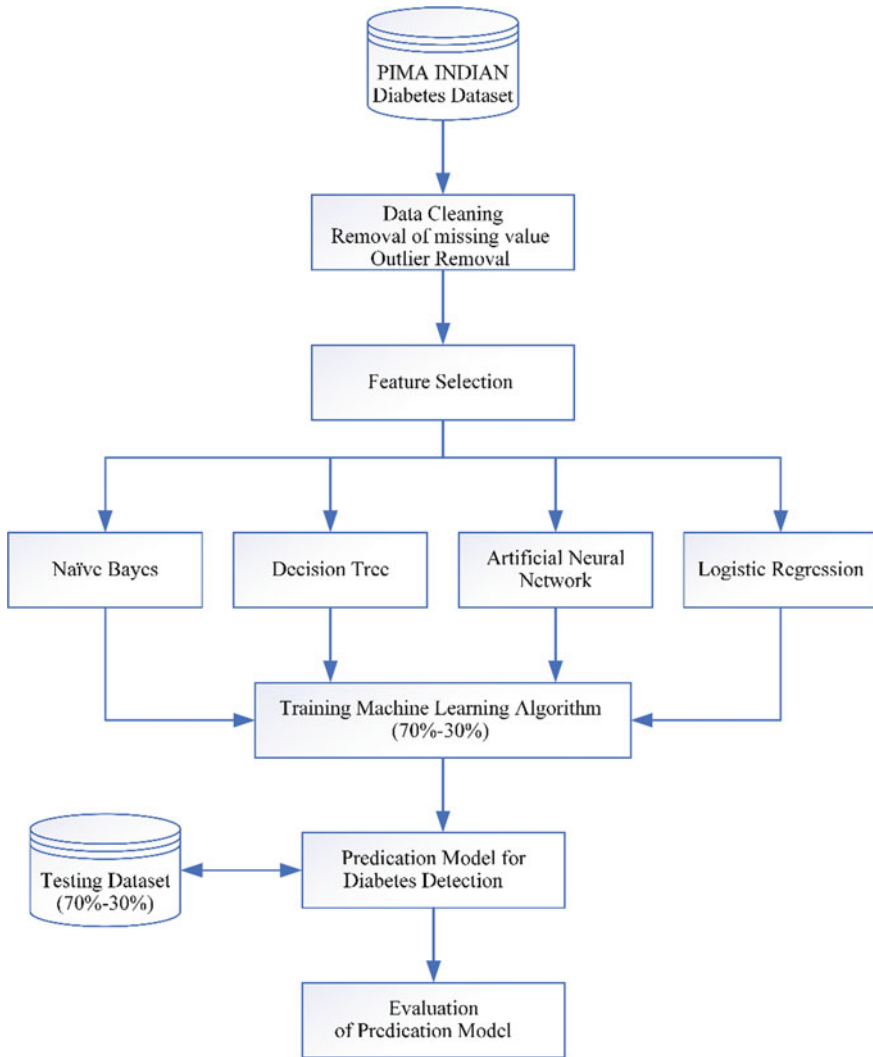 PIMA INDIAN
Diabetes Dataset
Data Cleaning
Removal of missing value
Outlier Removal
Feature Selection
Naïve Bayes
Decision Tree
Artificial Neural
Network
Logistic Regression
Training Machine Learning Algorithm
(70%-30%)
Testing Dataset
(70%-30%)
Predication Model for
Diabetes Detection
Evaluation
of Predication Model